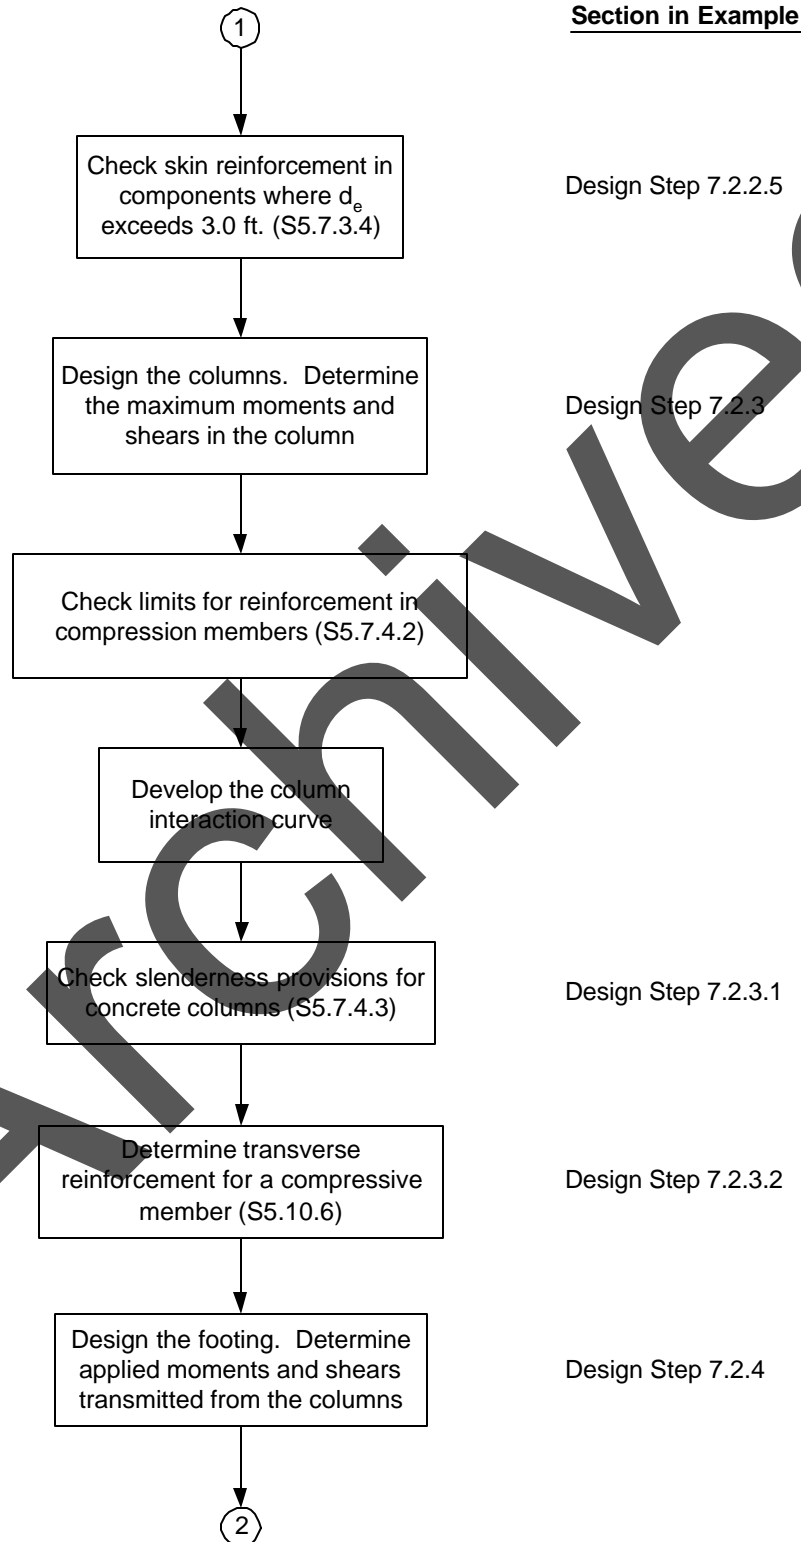 1
Section in Example
Check skin reinforcement in
components where de
exceeds 3.0 ft. (S5.7.3.4)
Design Step 7.2.2.5
Design the columns. Determine
the maximum moments and
shears in the column
Design Step 7.2.3
Check limits for reinforcement in
compression members (S5.7.4.2)
Develop the column
interaction curve
Check slenderness provisions for
concrete columns (S5.7.4.3)
Design Step 7.2.3.1
Determine transverse
reinforcement for a compressive
member (S5.10.6)
Design Step 7.2.3.2
Design the footing. Determine
applied moments and shears
transmitted from the columns
Design Step 7.2.4
2
Archive